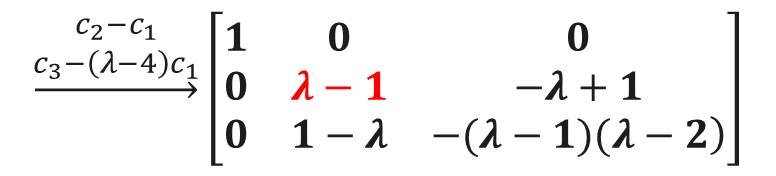 c₂−c₁
c₃−(λ−4)c₁
1 0 0
0 λ − 1 −λ + 1
0 1 − λ −(λ − 1)(λ − 2)